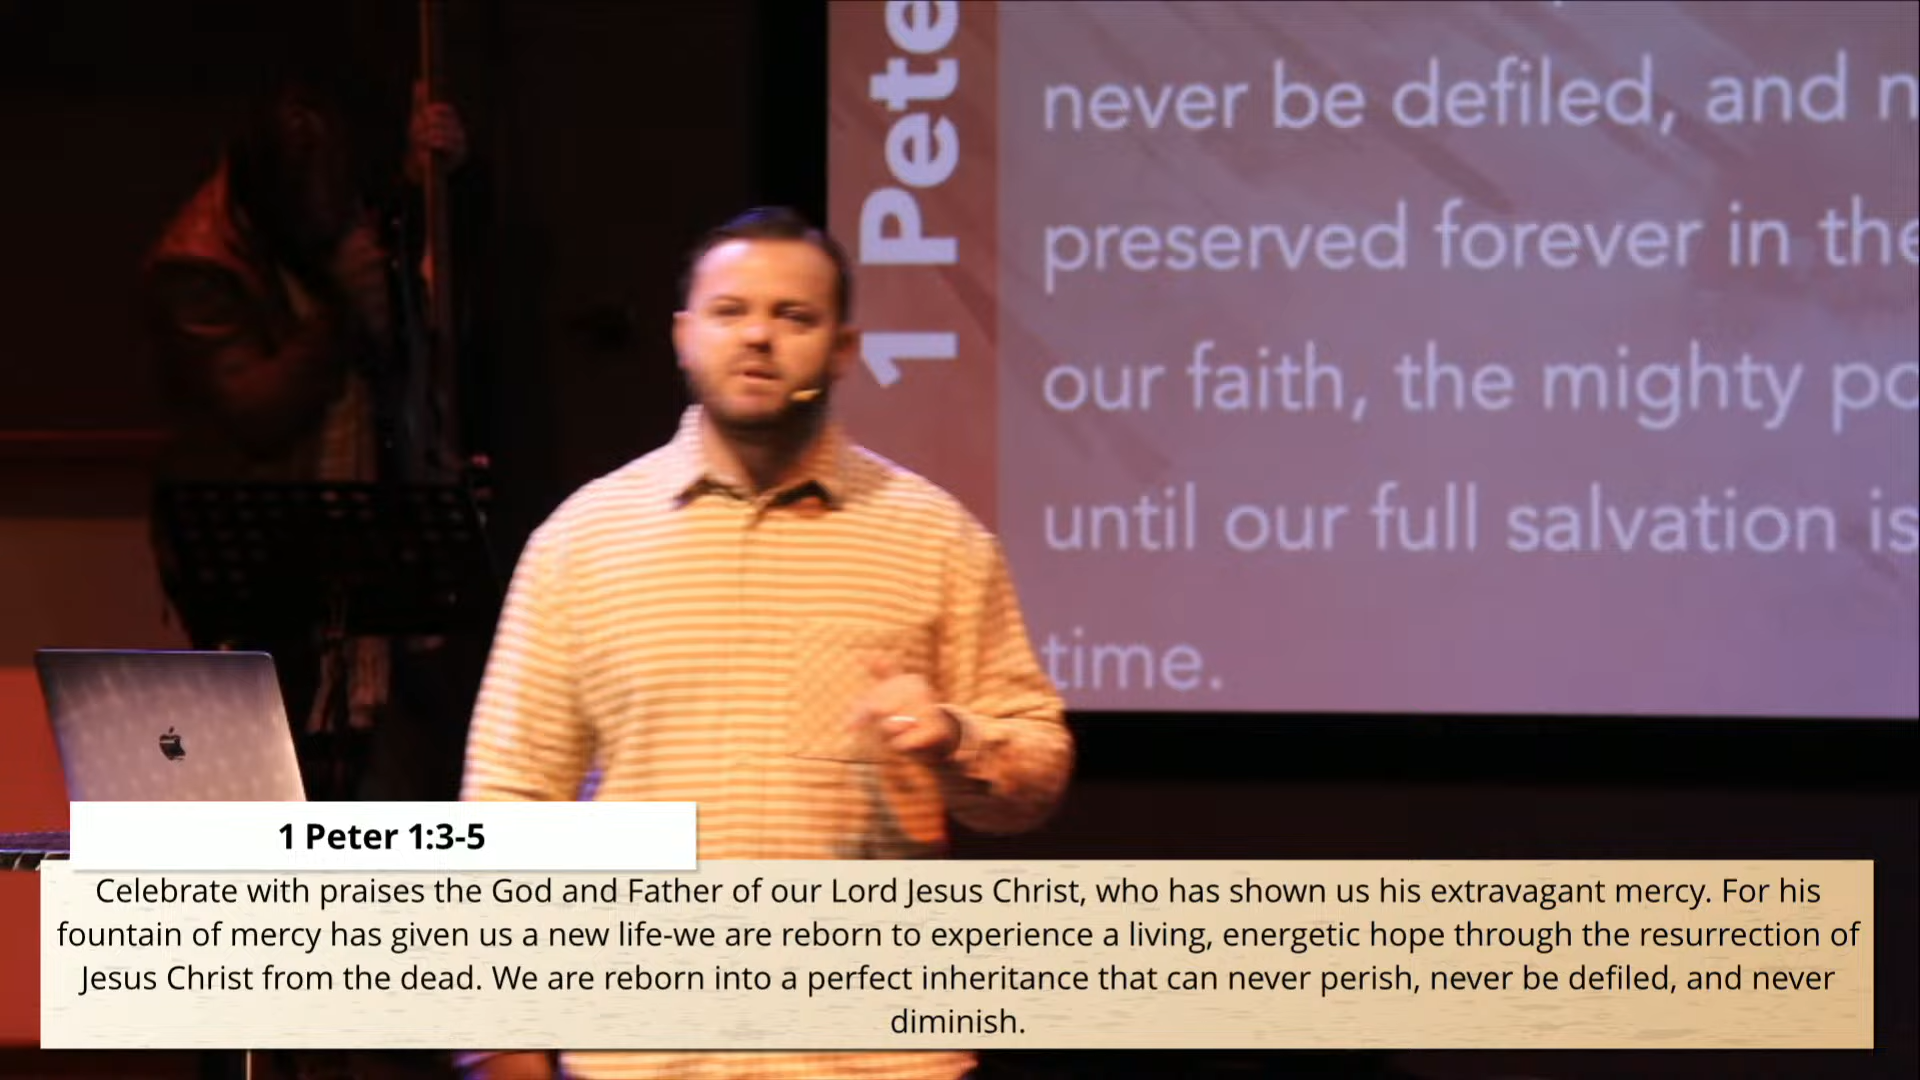 1 Pete
never be defiled, and n
preserved forever in the
our faith, the mighty po
until our full salvation is
time.
1 Peter 1:3-5
Celebrate with praises the God and Father of our Lord Jesus Christ, who has shown us his extravagant mercy. For his
fountain of mercy has given us a new life-we are reborn to experience a living, energetic hope through the resurrection of
Jesus Christ from the dead. We are reborn into a perfect inheritance that can never perish, never be defiled, and never
diminish.